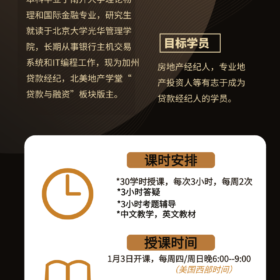 本科毕业于南开大学理论物
理和国际金融专业，研究生
就读于北京大学光华管理学
院，长期从事银行主机交易
系统和IT编程工作，现为加州
贷款经纪，北美地产学堂“
贷款与融资”板块版主。
目标学员
房地产经纪人，专业地
产投资人等有志于成为
贷款经纪人的学员。
课时安排
*30学时授课，每次3小时，每周2次
*3小时答疑
*3小时考题辅导
*中文教学，英文教材
授课时间
1月3日开课，每周四/周日晚6:00--9:00
（美国西部时间）